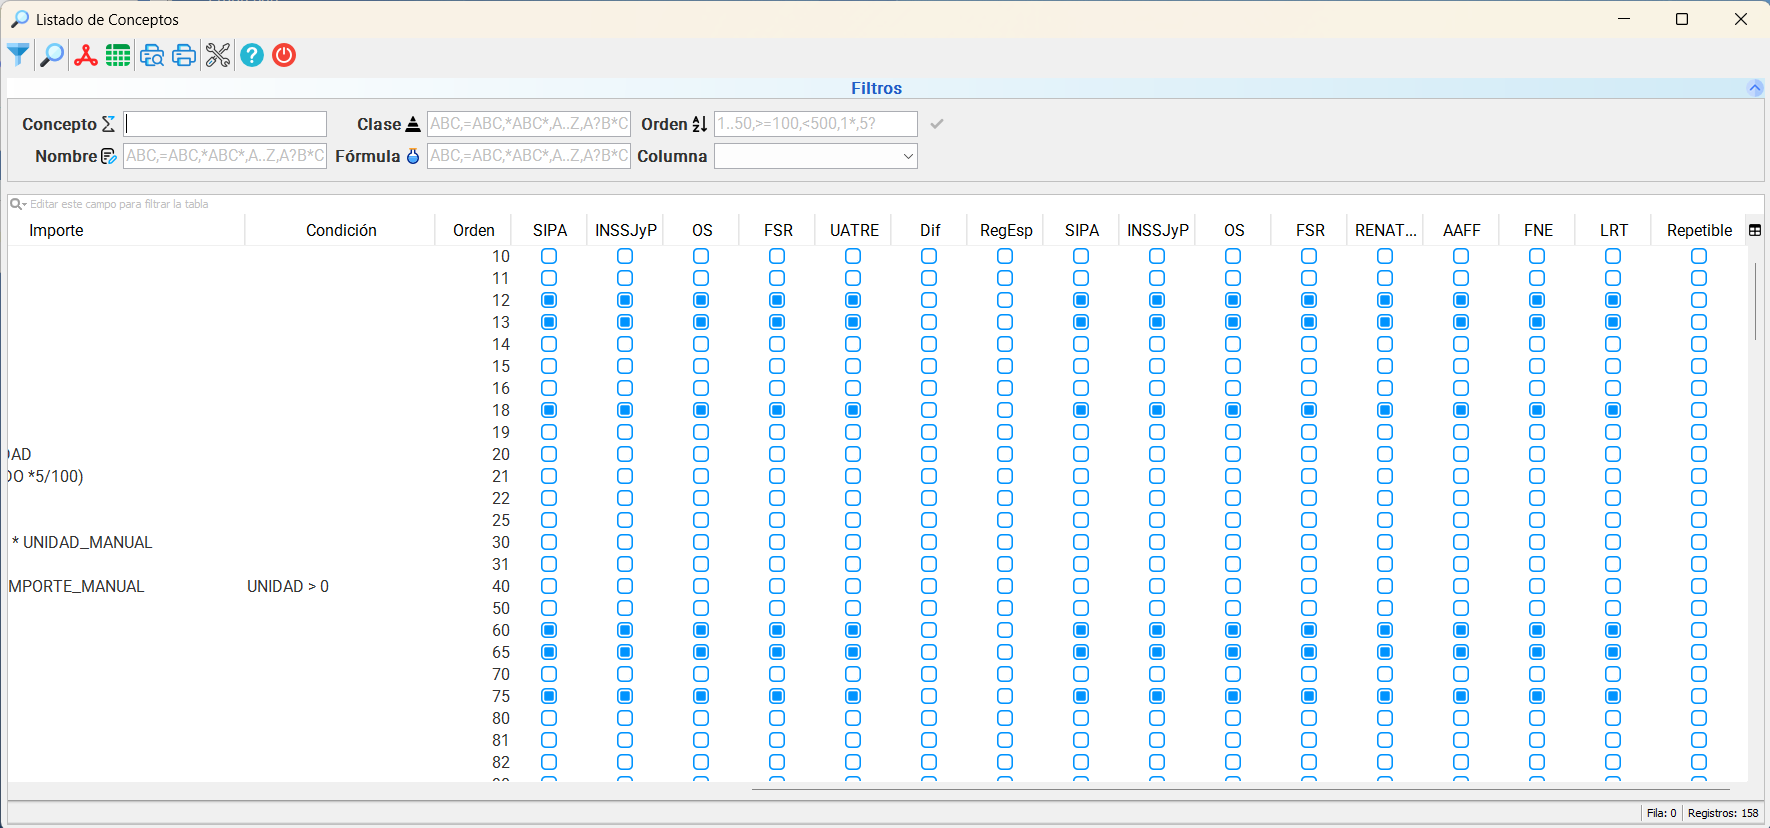 Listado de Conceptos
Filtros
Concepto Clase ABC,=ABC,*ABC*,A..Z,A?B*C Orden 1..50,>=100,<500,1*,5?
Nombre ABC,=ABC,*ABC*,A..Z,A?B*C Fórmula ABC,=ABC,*ABC*,A..Z,A?B*C Columna
Editar este campo para filtrar la tabla
Importe Condición Orden SIPA INSSJyP OS FSR UATRE Dif RegEsp SIPA INSSJyP OS FSR RENAT... AAFF FNE LRT Repetible
10
11
12
13
14
15
16
18
19
DAD 20
DO *5/100) 21
22
25
* UNIDAD_MANUAL 30
31
MPORTE_MANUAL UNIDAD > 0 40
50
60
65
70
75
80
81
82
Fila: 0 Registros: 158